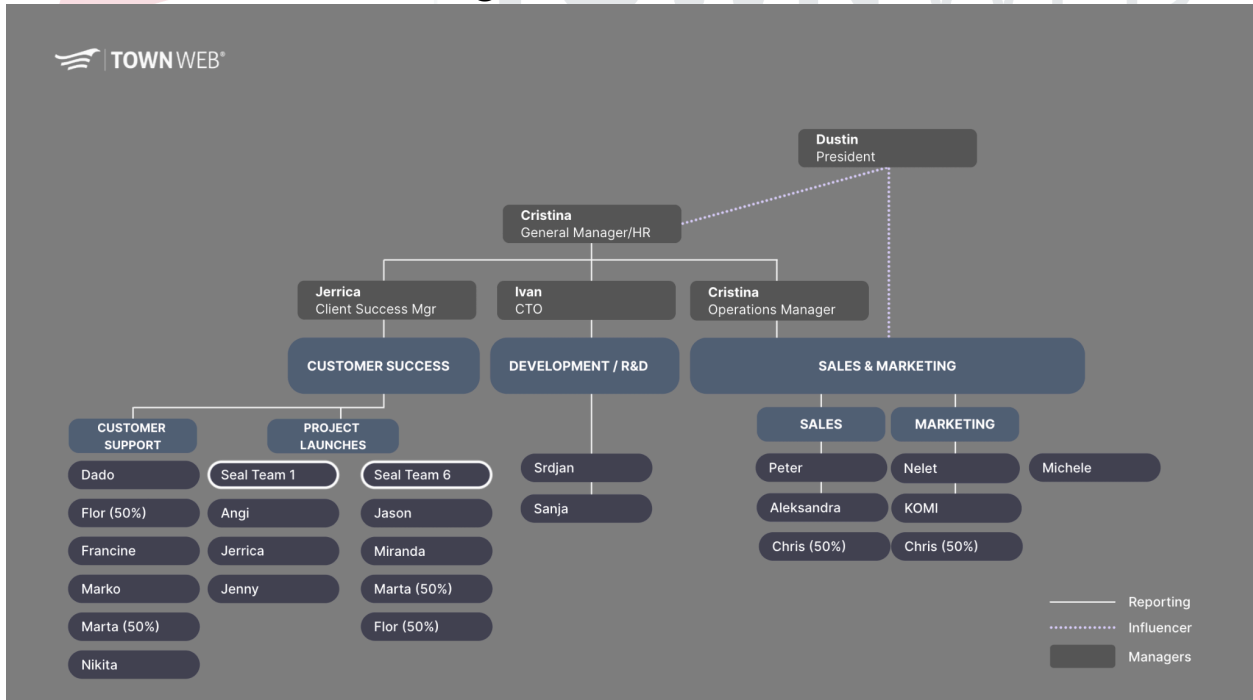 TOWN WEB®
Dustin
President
Cristina
General Manager/HR
Jerrica
Client Success Mgr
Ivan
CTO
Cristina
Operations Manager
CUSTOMER SUCCESS
DEVELOPMENT / R&D
SALES & MARKETING
CUSTOMER
SUPPORT
PROJECT
LAUNCHES
SALES
MARKETING
Dado
Flor (50%)
Francine
Marko
Marta (50%)
Nikita
Seal Team 1
Angi
Jerrica
Jenny
Seal Team 6
Jason
Miranda
Marta (50%)
Flor (50%)
Srdjan
Sanja
Peter
Aleksandra
Chris (50%)
Nelet
KOMI
Chris (50%)
Michele
Reporting
Influencer
Managers